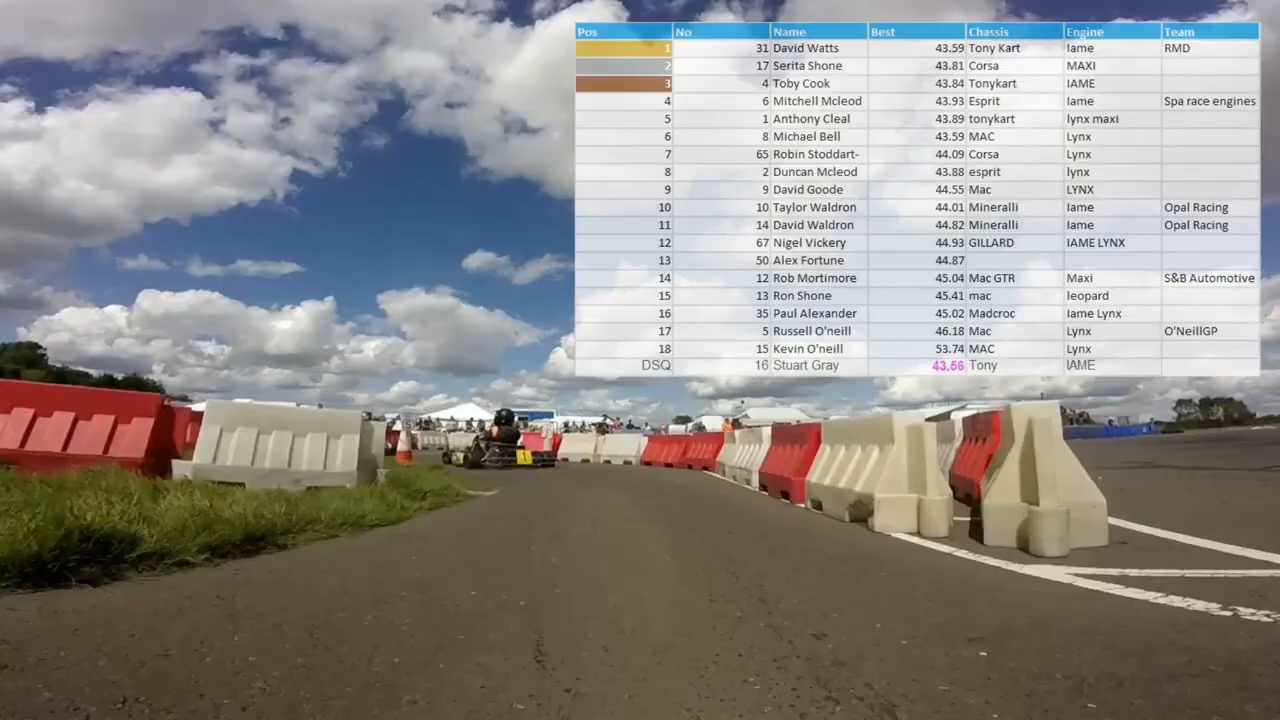 Pos No Name Best Chassis Engine Team
1 31 David Watts 43.59 Tony Kart Iame RMD
2 17 Serita Shone 43.81 Corsa MAXI
3 4 Toby Cook 43.84 Tonykart IAME
4 6 Mitchell Mcleod 43.93 Esprit Iame Spa race engines
5 1 Anthony Cleal 43.89 tonykart lynx maxi
6 8 Michael Bell 43.59 MAC Lynx
7 65 Robin Stoddart- 44.09 Corsa Lynx
8 2 Duncan Mcleod 43.88 esprit lynx
9 9 David Goode 44.55 Mac LYNX
10 10 Taylor Waldron 44.01 Mineralli Iame Opal Racing
11 14 David Waldron 44.82 Mineralli Iame Opal Racing
12 67 Nigel Vickery 44.93 GILLARD IAME LYNX
13 50 Alex Fortune 44.87
14 12 Rob Mortimore 45.04 Mac GTR Maxi S&B Automotive
15 13 Ron Shone 45.41 mac leopard
16 35 Paul Alexander 45.02 Madcroc Iame Lynx
17 5 Russell O'neill 46.18 Mac Lynx O'NeillGP
18 15 Kevin O'neill 53.74 MAC Lynx
DSQ 16 Stuart Gray 43.56 Tony IAME